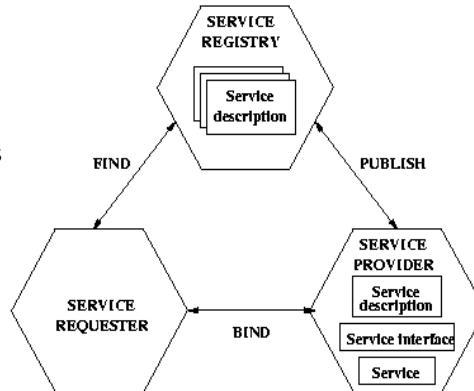 SERVICE
REGISTRY
Service
description
FIND
PUBLISH
SERVICE
REQUESTER
BIND
SERVICE
PROVIDER
Service
description
Service interface
Service